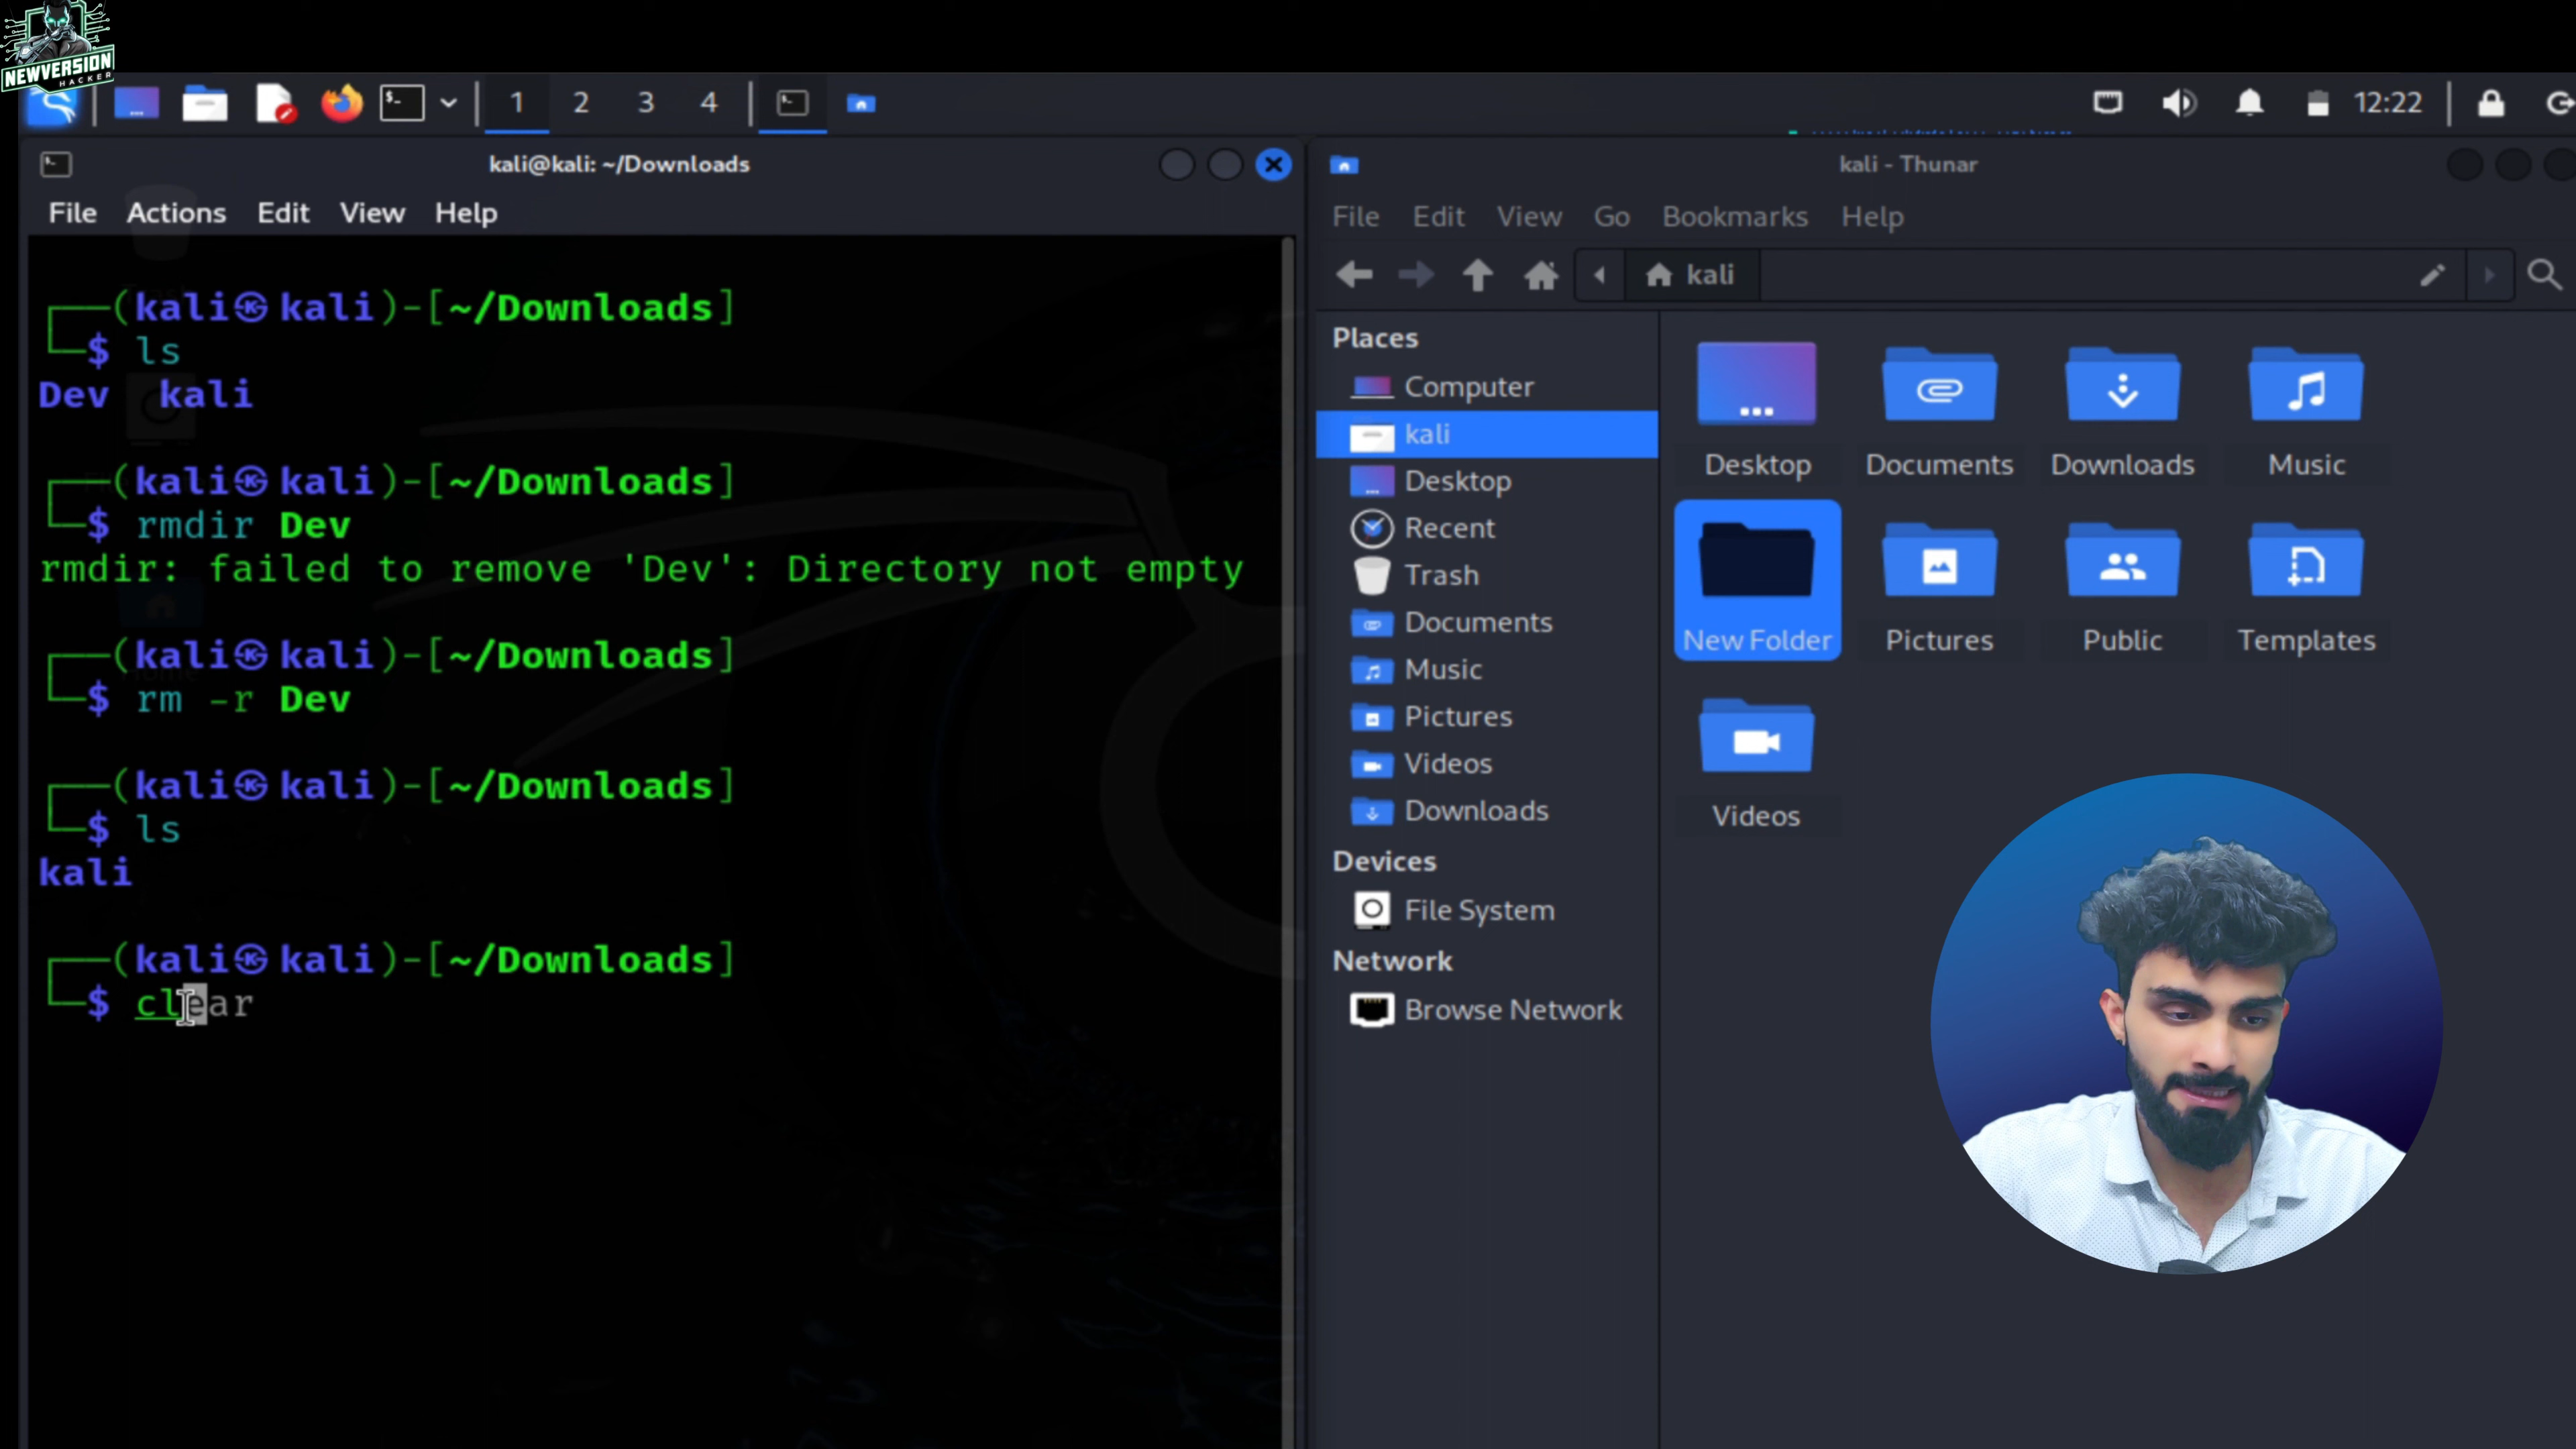 NEWVERSION
HACKER
1 2 3 4
12:22
kali@kali: ~/Downloads
File Actions Edit View Help
┌──(kali㉿kali)-[~/Downloads]
└─$ ls
Dev kali
┌──(kali㉿kali)-[~/Downloads]
└─$ rmdir Dev
rmdir: failed to remove 'Dev': Directory not empty
┌──(kali㉿kali)-[~/Downloads]
└─$ rm -r Dev
┌──(kali㉿kali)-[~/Downloads]
└─$ ls
kali
┌──(kali㉿kali)-[~/Downloads]
└─$ clear
kali - Thunar
File Edit View Go Bookmarks Help
kali
Places
Computer
kali
Desktop
Recent
Trash
Documents
Music
Pictures
Videos
Downloads
Devices
File System
Network
Browse Network
Desktop Documents Downloads Music
New Folder Pictures Public Templates
Videos